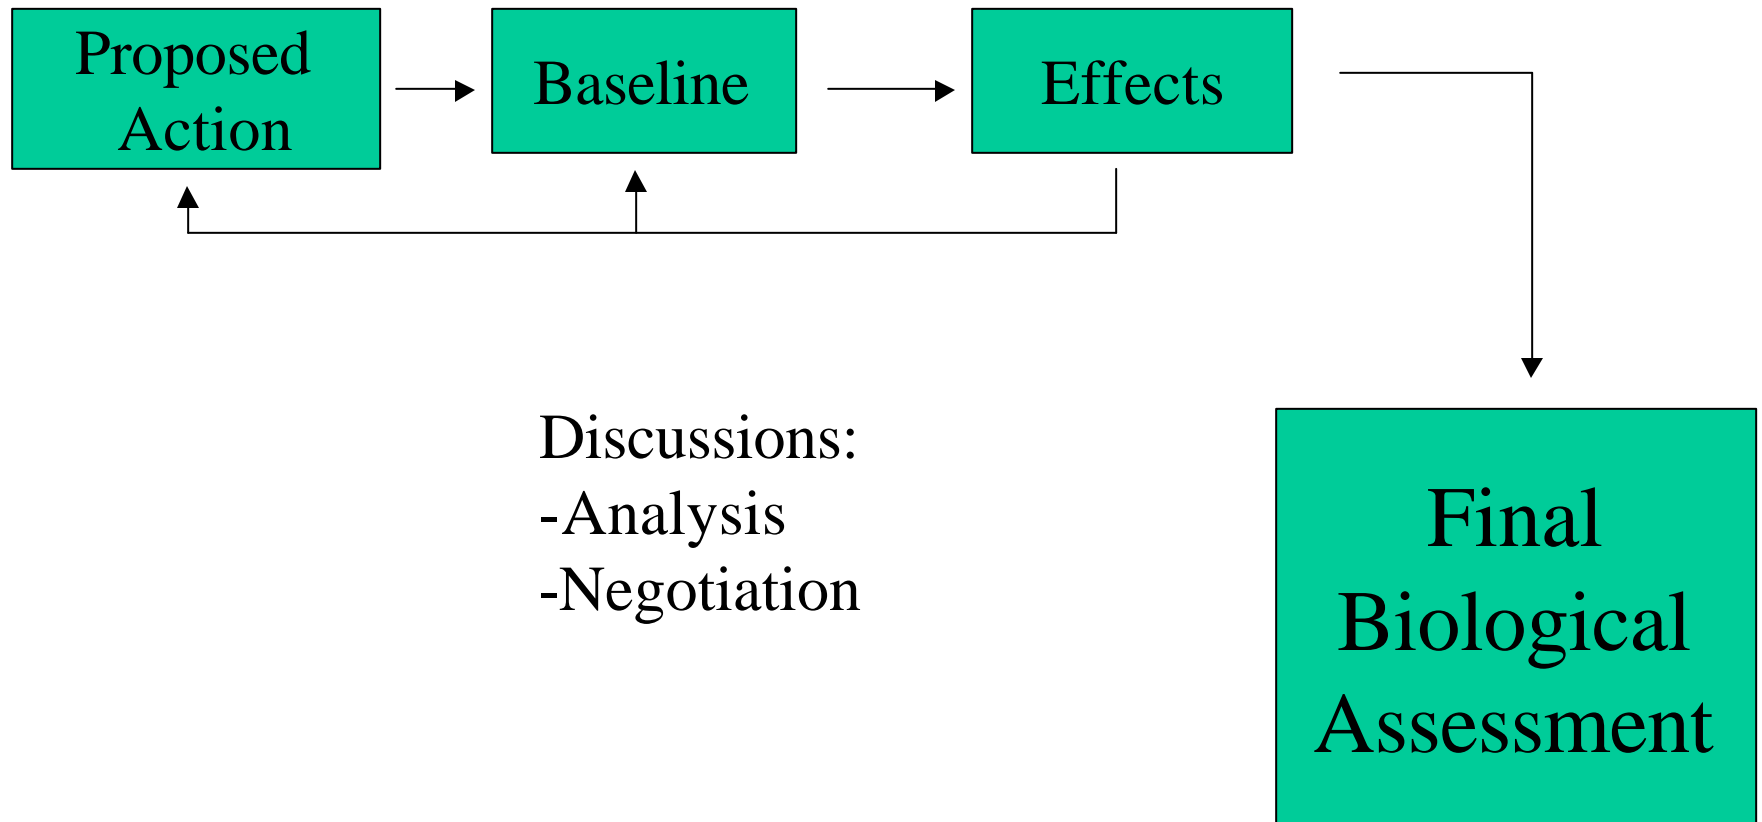 Proposed
Action
Baseline
Effects
Discussions:
-Analysis
-Negotiation
Final
Biological
Assessment